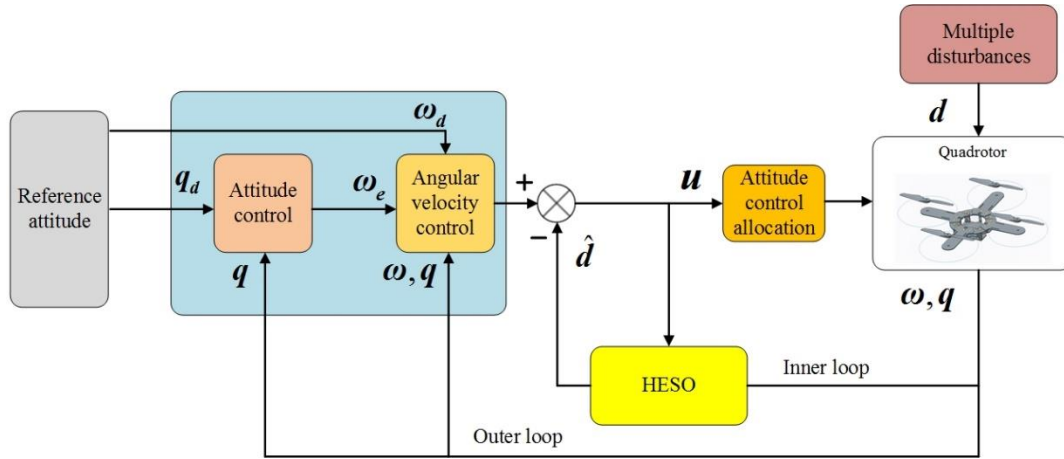 Multiple
disturbances
d
Quadrotor
Reference
attitude
ω_d
q_d
Attitude
control
ω_e
Angular
velocity
control
q
ω, q
+
−
d̂
u
Attitude
control
allocation
ω, q
HESO
Inner loop
Outer loop